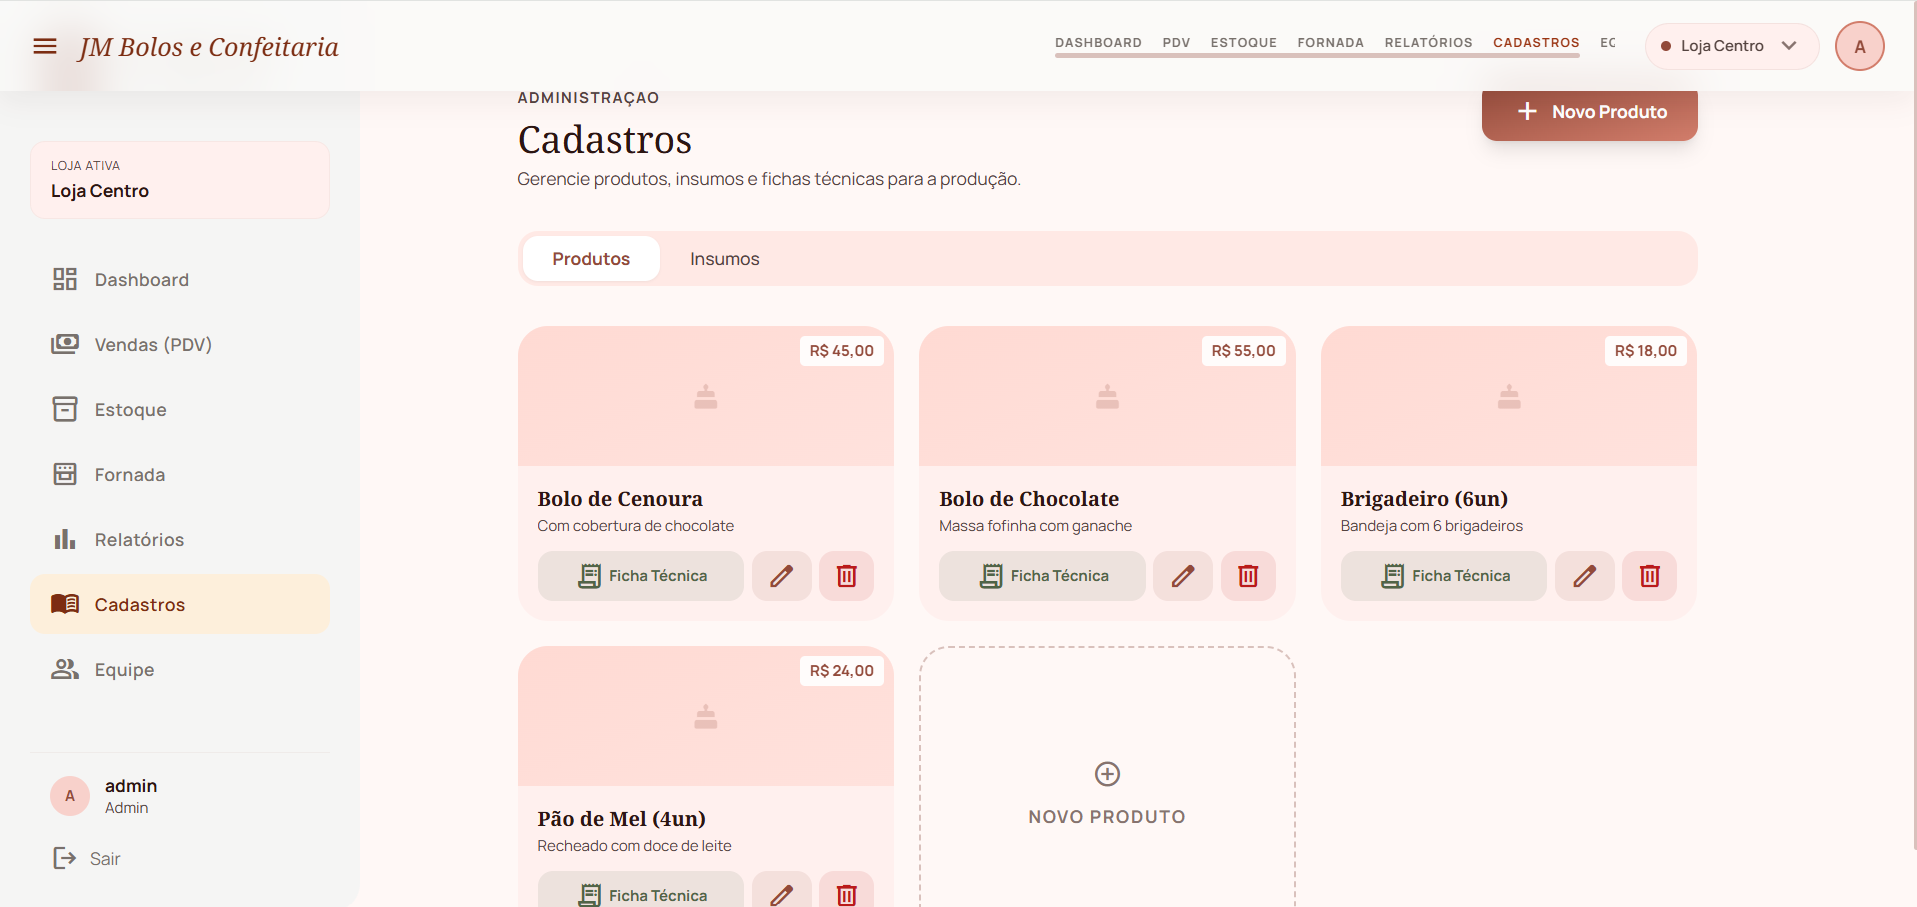 JM Bolos e Confeitaria
DASHBOARD PDV ESTOQUE FORNADA RELATÓRIOS CADASTROS
Loja Centro
A
LOJA ATIVA
Loja Centro
Dashboard
Vendas (PDV)
Estoque
Fornada
Relatórios
Cadastros
Equipe
A
admin
Admin
Sair
ADMINISTRAÇÃO
Cadastros
Gerencie produtos, insumos e fichas técnicas para a produção.
Novo Produto
Produtos Insumos
R$ 45,00
Bolo de Cenoura
Com cobertura de chocolate
Ficha Técnica
R$ 55,00
Bolo de Chocolate
Massa fofinha com ganache
Ficha Técnica
R$ 18,00
Brigadeiro (6un)
Bandeja com 6 brigadeiros
Ficha Técnica
R$ 24,00
Pão de Mel (4un)
Recheado com doce de leite
Ficha Técnica
NOVO PRODUTO